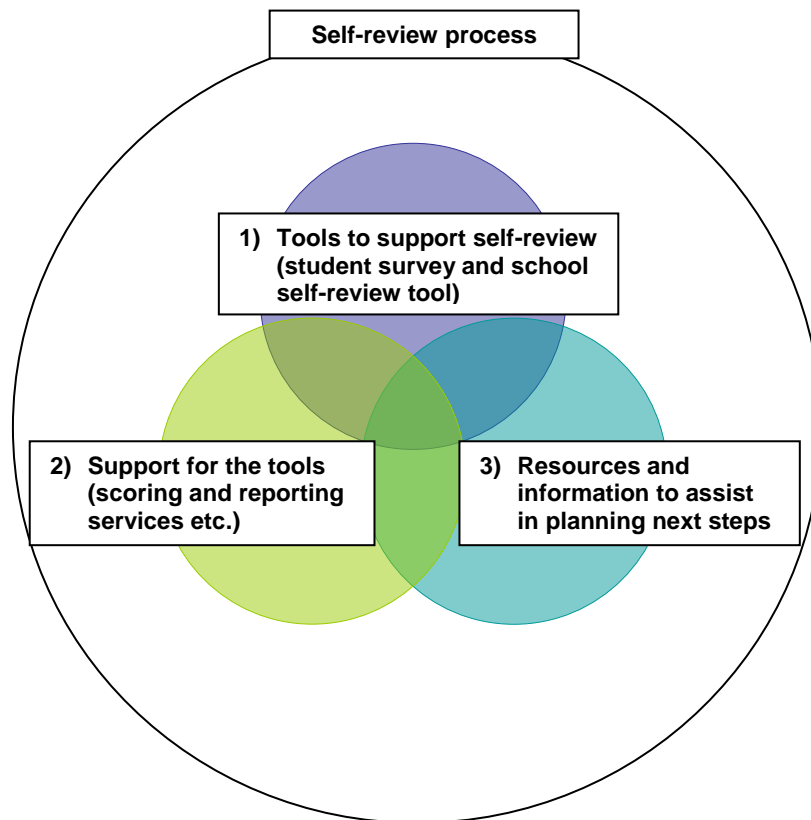 Self-review process
1) Tools to support self-review
(student survey and school
self-review tool)
2) Support for the tools
(scoring and reporting
services etc.)
3) Resources and
information to assist
in planning next steps